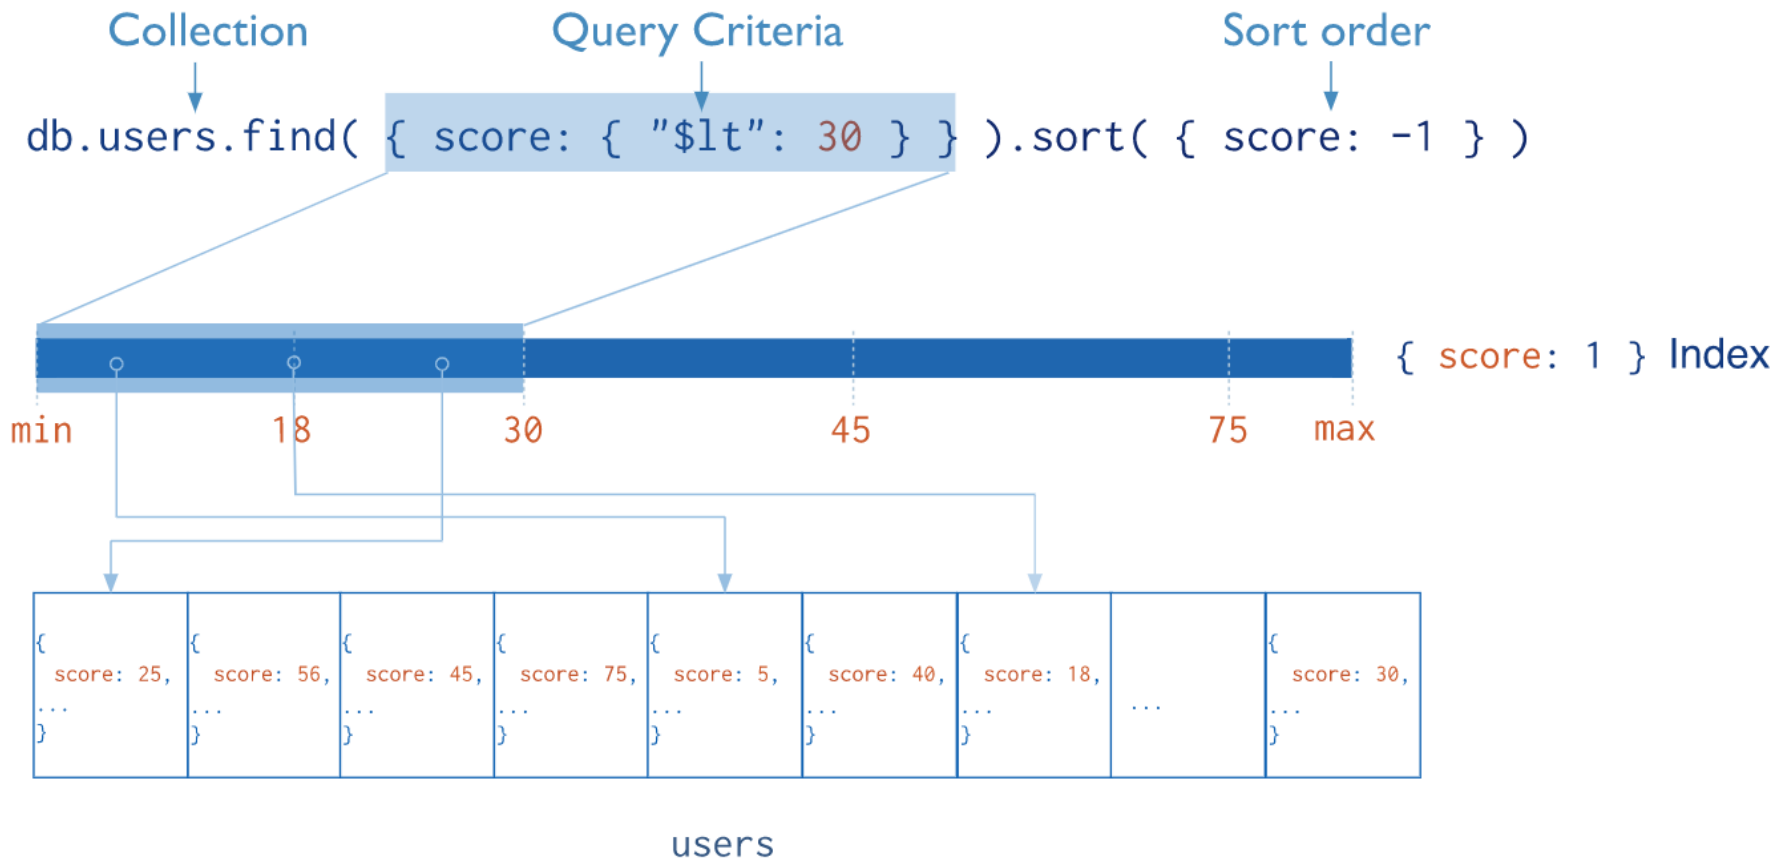 Collection Query Criteria Sort order
db.users.find( { score: { "$lt": 30 } } ).sort( { score: -1 } )
{ score: 1 } Index
min 18 30 45 75 max
{ { { { { { { {
score: 25, score: 56, score: 45, score: 75, score: 5, score: 40, score: 18, score: 30,
... ... ... ... ... ... ... ... ...
} } } } } } } }
users